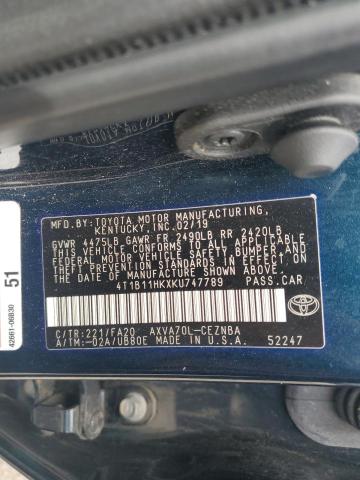 MFD.BY:TOYOTA MOTOR MANUFACTURING,
KENTUCKY,INC.02/19
GVWR 4475LB GAWR FR 2490LB RR 2420LB
THIS VEHICLE CONFORMS TO ALL APPLICABLE
FEDERAL MOTOR VEHICLE SAFETY, BUMPER, AND
THEFT PREVENTION STANDARDS IN EFFECT ON
THE DATE OF MANUFACTURE SHOWN ABOVE.
4T1B11HKXKU747789 PASS.CAR
C/TR:221/FA20 AXVA70L-CEZNBA
A/TM:-02A/UB80E MADE IN U.S.A.
52247
TOYOTA
51
42661-06830